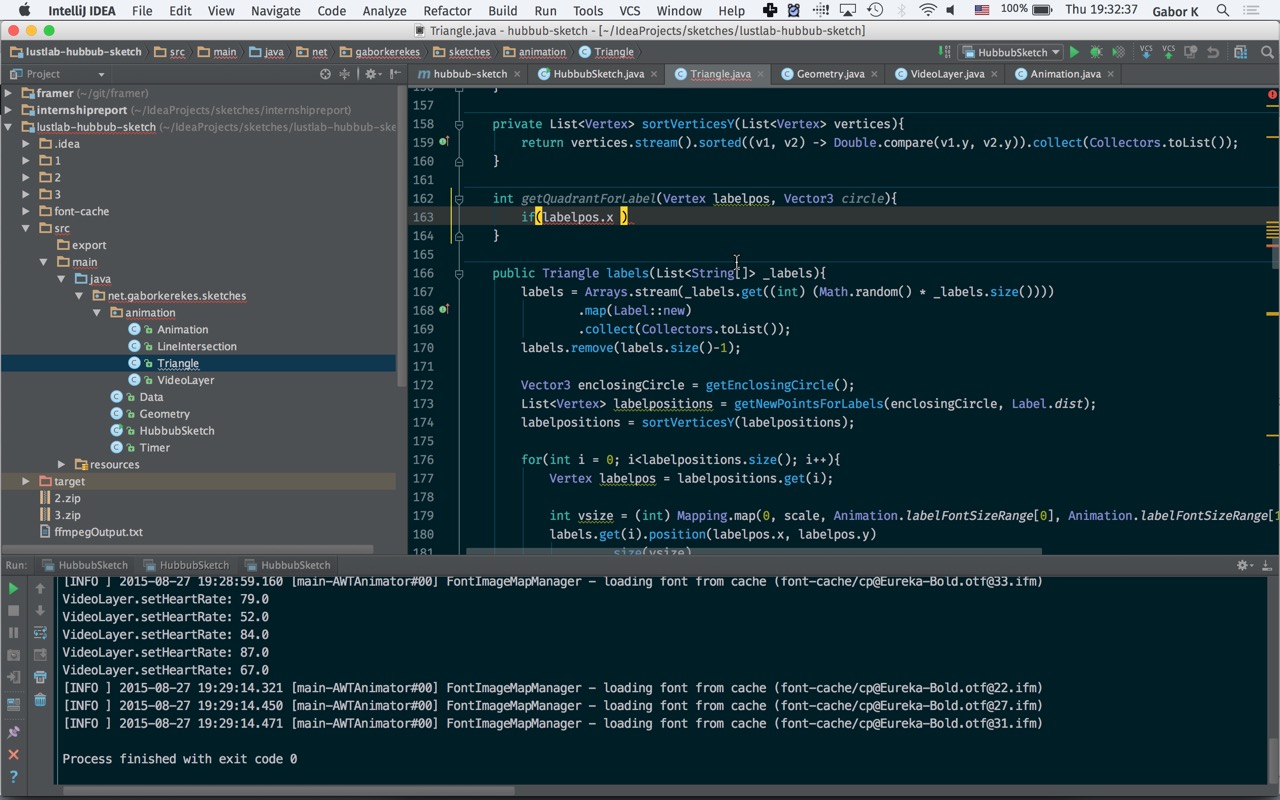 IntelliJ IDEA File Edit View Navigate Code Analyze Refactor Build Run Tools VCS Window Help 100% Thu 19:32:37 Gabor K
Triangle.java - hubbub-sketch - [~/IdeaProjects/sketches/lustlab-hubbub-sketch]
lustlab-hubbub-sketch src main java net gaborkerekes sketches animation Triangle HubbubSketch VCS VCS
Project
hubbub-sketch HubbubSketch.java Triangle.java Geometry.java VideoLayer.java Animation.java
framer (~/git/framer)
internshipreport (~/IdeaProjects/sketches/internshipreport)
lustlab-hubbub-sketch (~/IdeaProjects/sketches/lustlab-hubbub-ske
.idea
1
2
3
font-cache
src
export
main
java
net.gaborkerekes.sketches
animation
Animation
LineIntersection
Triangle
VideoLayer
Data
Geometry
HubbubSketch
Timer
resources
target
2.zip
3.zip
ffmpegOutput.txt
156 }
157
158 private List<Vertex> sortVerticesY(List<Vertex> vertices){
159 return vertices.stream().sorted((v1, v2) -> Double.compare(v1.y, v2.y)).collect(Collectors.toList());
160 }
161
162 int getQuadrantForLabel(Vertex labelpos, Vector3 circle){
163 if(labelpos.x )
164 }
165
166 public Triangle labels(List<String[]> _labels){
167 labels = Arrays.stream(_labels.get((int) (Math.random() * _labels.size())))
168 .map(Label::new)
169 .collect(Collectors.toList());
170 labels.remove(labels.size()-1);
171
172 Vector3 enclosingCircle = getEnclosingCircle();
173 List<Vertex> labelpositions = getNewPointsForLabels(enclosingCircle, Label.dist);
174 labelpositions = sortVerticesY(labelpositions);
175
176 for(int i = 0; i<labelpositions.size(); i++){
177 Vertex labelpos = labelpositions.get(i);
178
179 int vsize = (int) Mapping.map(0, scale, Animation.labelFontSizeRange[0], Animation.labelFontSizeRange[1
180 labels.get(i).position(labelpos.x, labelpos.y)
181 .size(vsize)
Run: HubbubSketch HubbubSketch HubbubSketch
[INFO ] 2015-08-27 19:28:59.160 [main-AWTAnimator#00] FontImageMapManager - loading font from cache (font-cache/cp@Eureka-Bold.otf@33.ifm)
VideoLayer.setHeartRate: 79.0
VideoLayer.setHeartRate: 52.0
VideoLayer.setHeartRate: 84.0
VideoLayer.setHeartRate: 87.0
VideoLayer.setHeartRate: 67.0
[INFO ] 2015-08-27 19:29:14.321 [main-AWTAnimator#00] FontImageMapManager - loading font from cache (font-cache/cp@Eureka-Bold.otf@22.ifm)
[INFO ] 2015-08-27 19:29:14.450 [main-AWTAnimator#00] FontImageMapManager - loading font from cache (font-cache/cp@Eureka-Bold.otf@27.ifm)
[INFO ] 2015-08-27 19:29:14.471 [main-AWTAnimator#00] FontImageMapManager - loading font from cache (font-cache/cp@Eureka-Bold.otf@31.ifm)
Process finished with exit code 0